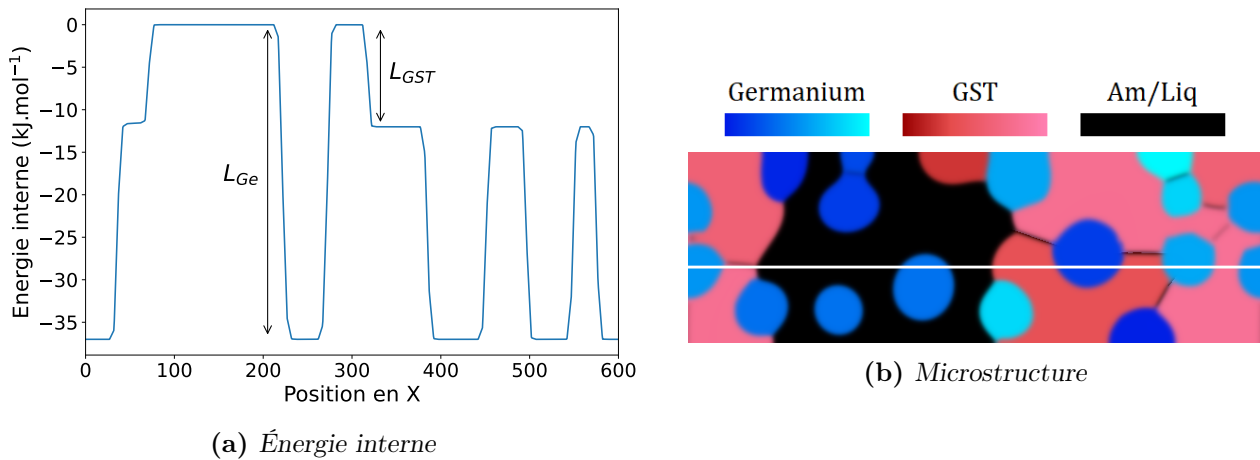 0
−5
−10
−15
−20
−25
−30
−35
Énergie interne (kJ.mol⁻¹)
L_GST
L_Ge
0 100 200 300 400 500 600
Position en X
(a) Énergie interne
Germanium GST Am/Liq
(b) Microstructure